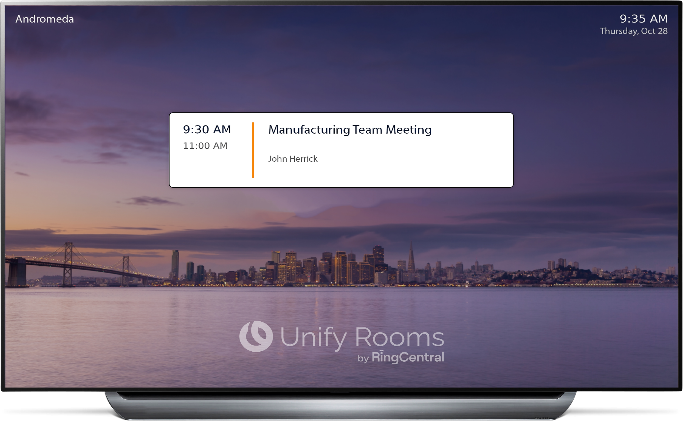 Andromeda
9:35 AM
Thursday, Oct 28
9:30 AM
Manufacturing Team Meeting
11:00 AM
John Herrick
Unify Rooms
by RingCentral